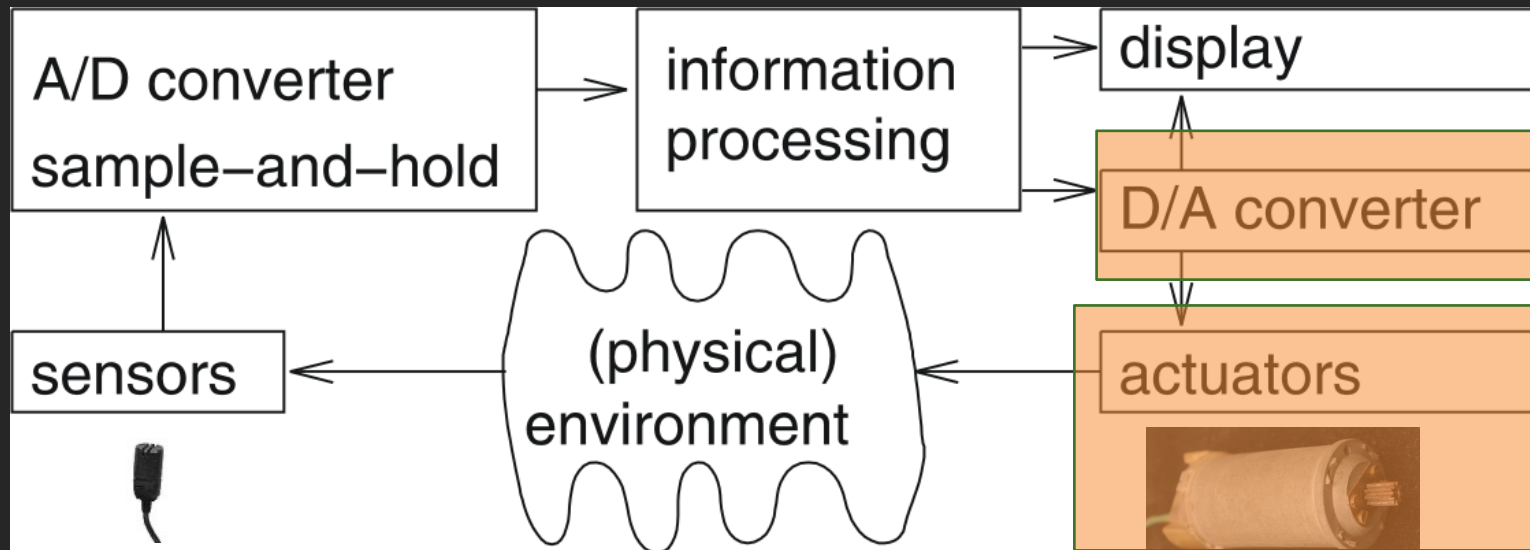 A/D converter
sample–and–hold
information
processing
display
D/A converter
sensors
(physical)
environment
actuators